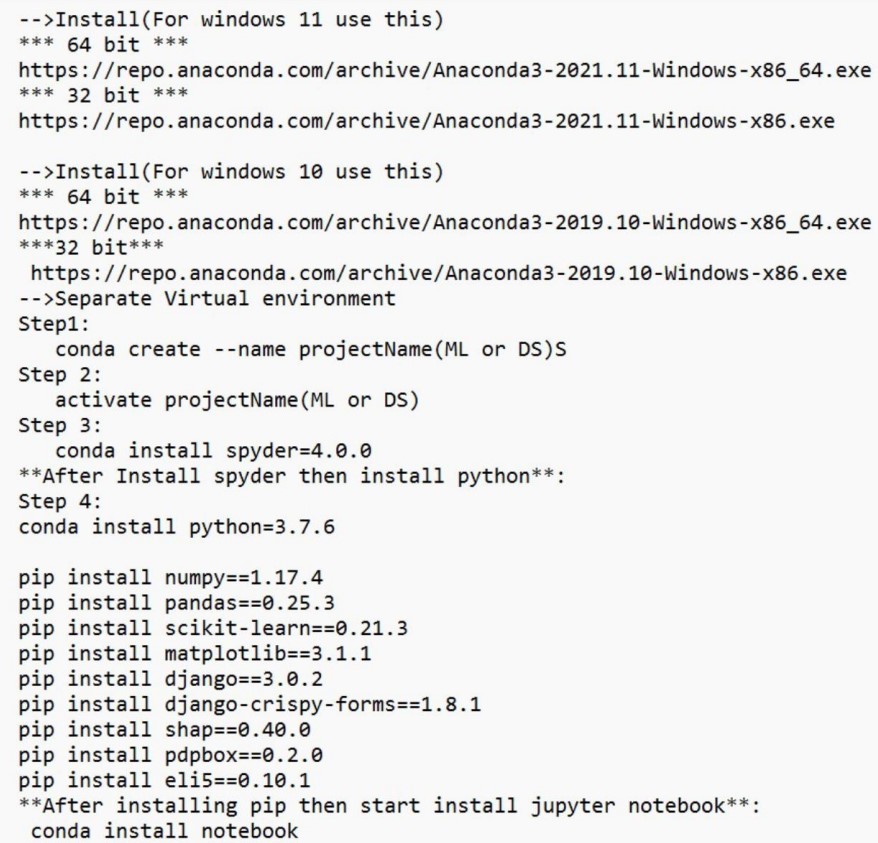 -->Install(For windows 11 use this)
*** 64 bit ***
https://repo.anaconda.com/archive/Anaconda3-2021.11-Windows-x86_64.exe
*** 32 bit ***
https://repo.anaconda.com/archive/Anaconda3-2021.11-Windows-x86.exe

-->Install(For windows 10 use this)
*** 64 bit ***
https://repo.anaconda.com/archive/Anaconda3-2019.10-Windows-x86_64.exe
***32 bit***
 https://repo.anaconda.com/archive/Anaconda3-2019.10-Windows-x86.exe
-->Separate Virtual environment
Step1:
   conda create --name projectName(ML or DS)S
Step 2:
   activate projectName(ML or DS)
Step 3:
   conda install spyder=4.0.0
**After Install spyder then install python**:
Step 4:
conda install python=3.7.6

pip install numpy==1.17.4
pip install pandas==0.25.3
pip install scikit-learn==0.21.3
pip install matplotlib==3.1.1
pip install django==3.0.2
pip install django-crispy-forms==1.8.1
pip install shap==0.40.0
pip install pdpbox==0.2.0
pip install eli5==0.10.1
**After installing pip then start install jupyter notebook**:
 conda install notebook